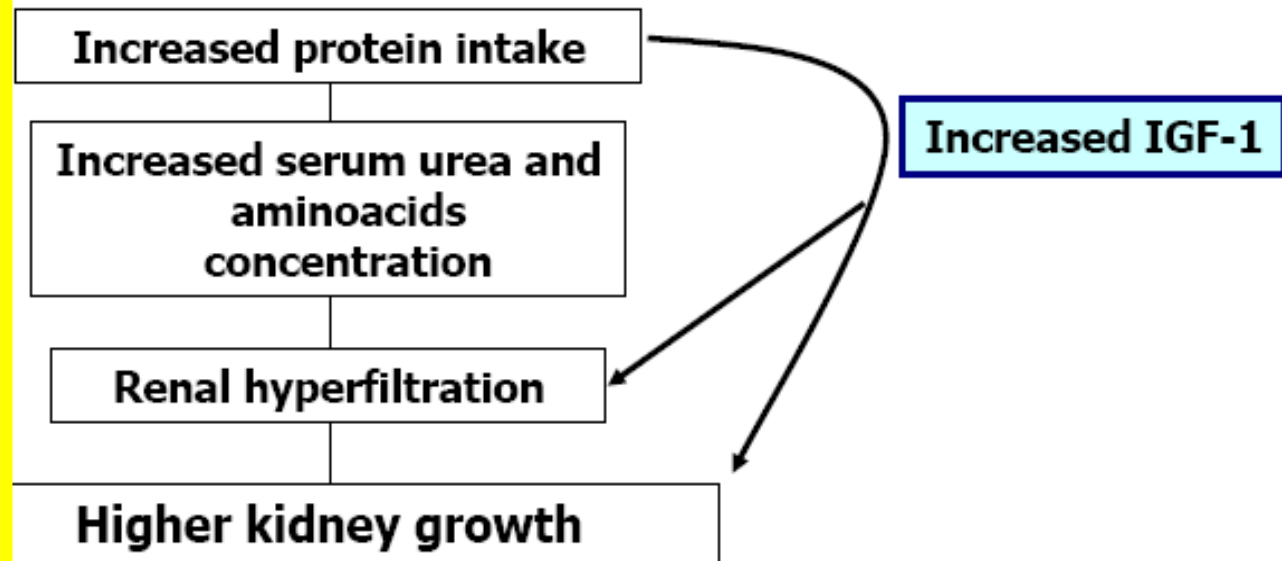 Increased protein intake
Increased IGF-1
Increased serum urea and
aminoacids
concentration
Renal hyperfiltration
Higher kidney growth